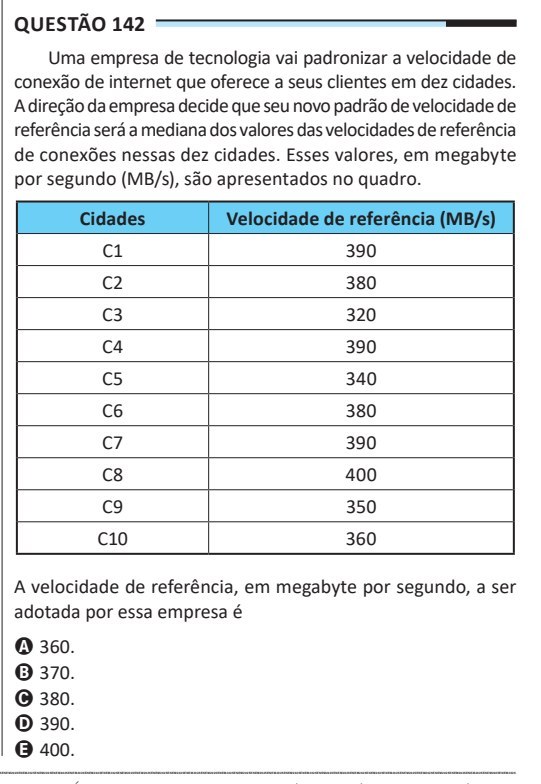 QUESTÃO 142
Uma empresa de tecnologia vai padronizar a velocidade de
conexão de internet que oferece a seus clientes em dez cidades.
A direção da empresa decide que seu novo padrão de velocidade de
referência será a mediana dos valores das velocidades de referência
de conexões nessas dez cidades. Esses valores, em megabyte
por segundo (MB/s), são apresentados no quadro.
Cidades Velocidade de referência (MB/s)
C1 390
C2 380
C3 320
C4 390
C5 340
C6 380
C7 390
C8 400
C9 350
C10 360
A velocidade de referência, em megabyte por segundo, a ser
adotada por essa empresa é
A 360.
B 370.
C 380.
D 390.
E 400.